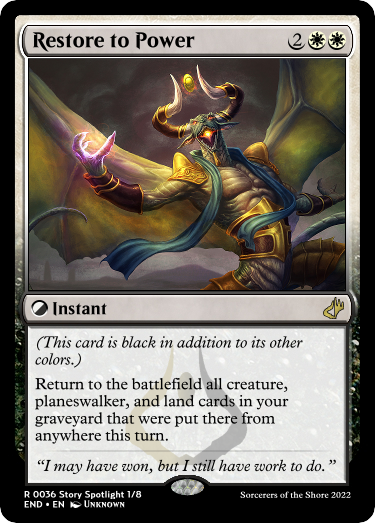 Restore to Power 2
Instant
(This card is black in addition to its other
colors.)
Return to the battlefield all creature,
planeswalker, and land cards in your
graveyard that were put there from
anywhere this turn.
“I may have won, but I still have work to do.”
R 0036 Story Spotlight 1/8
END • EN Unknown
Sorcerers of the Shore 2022